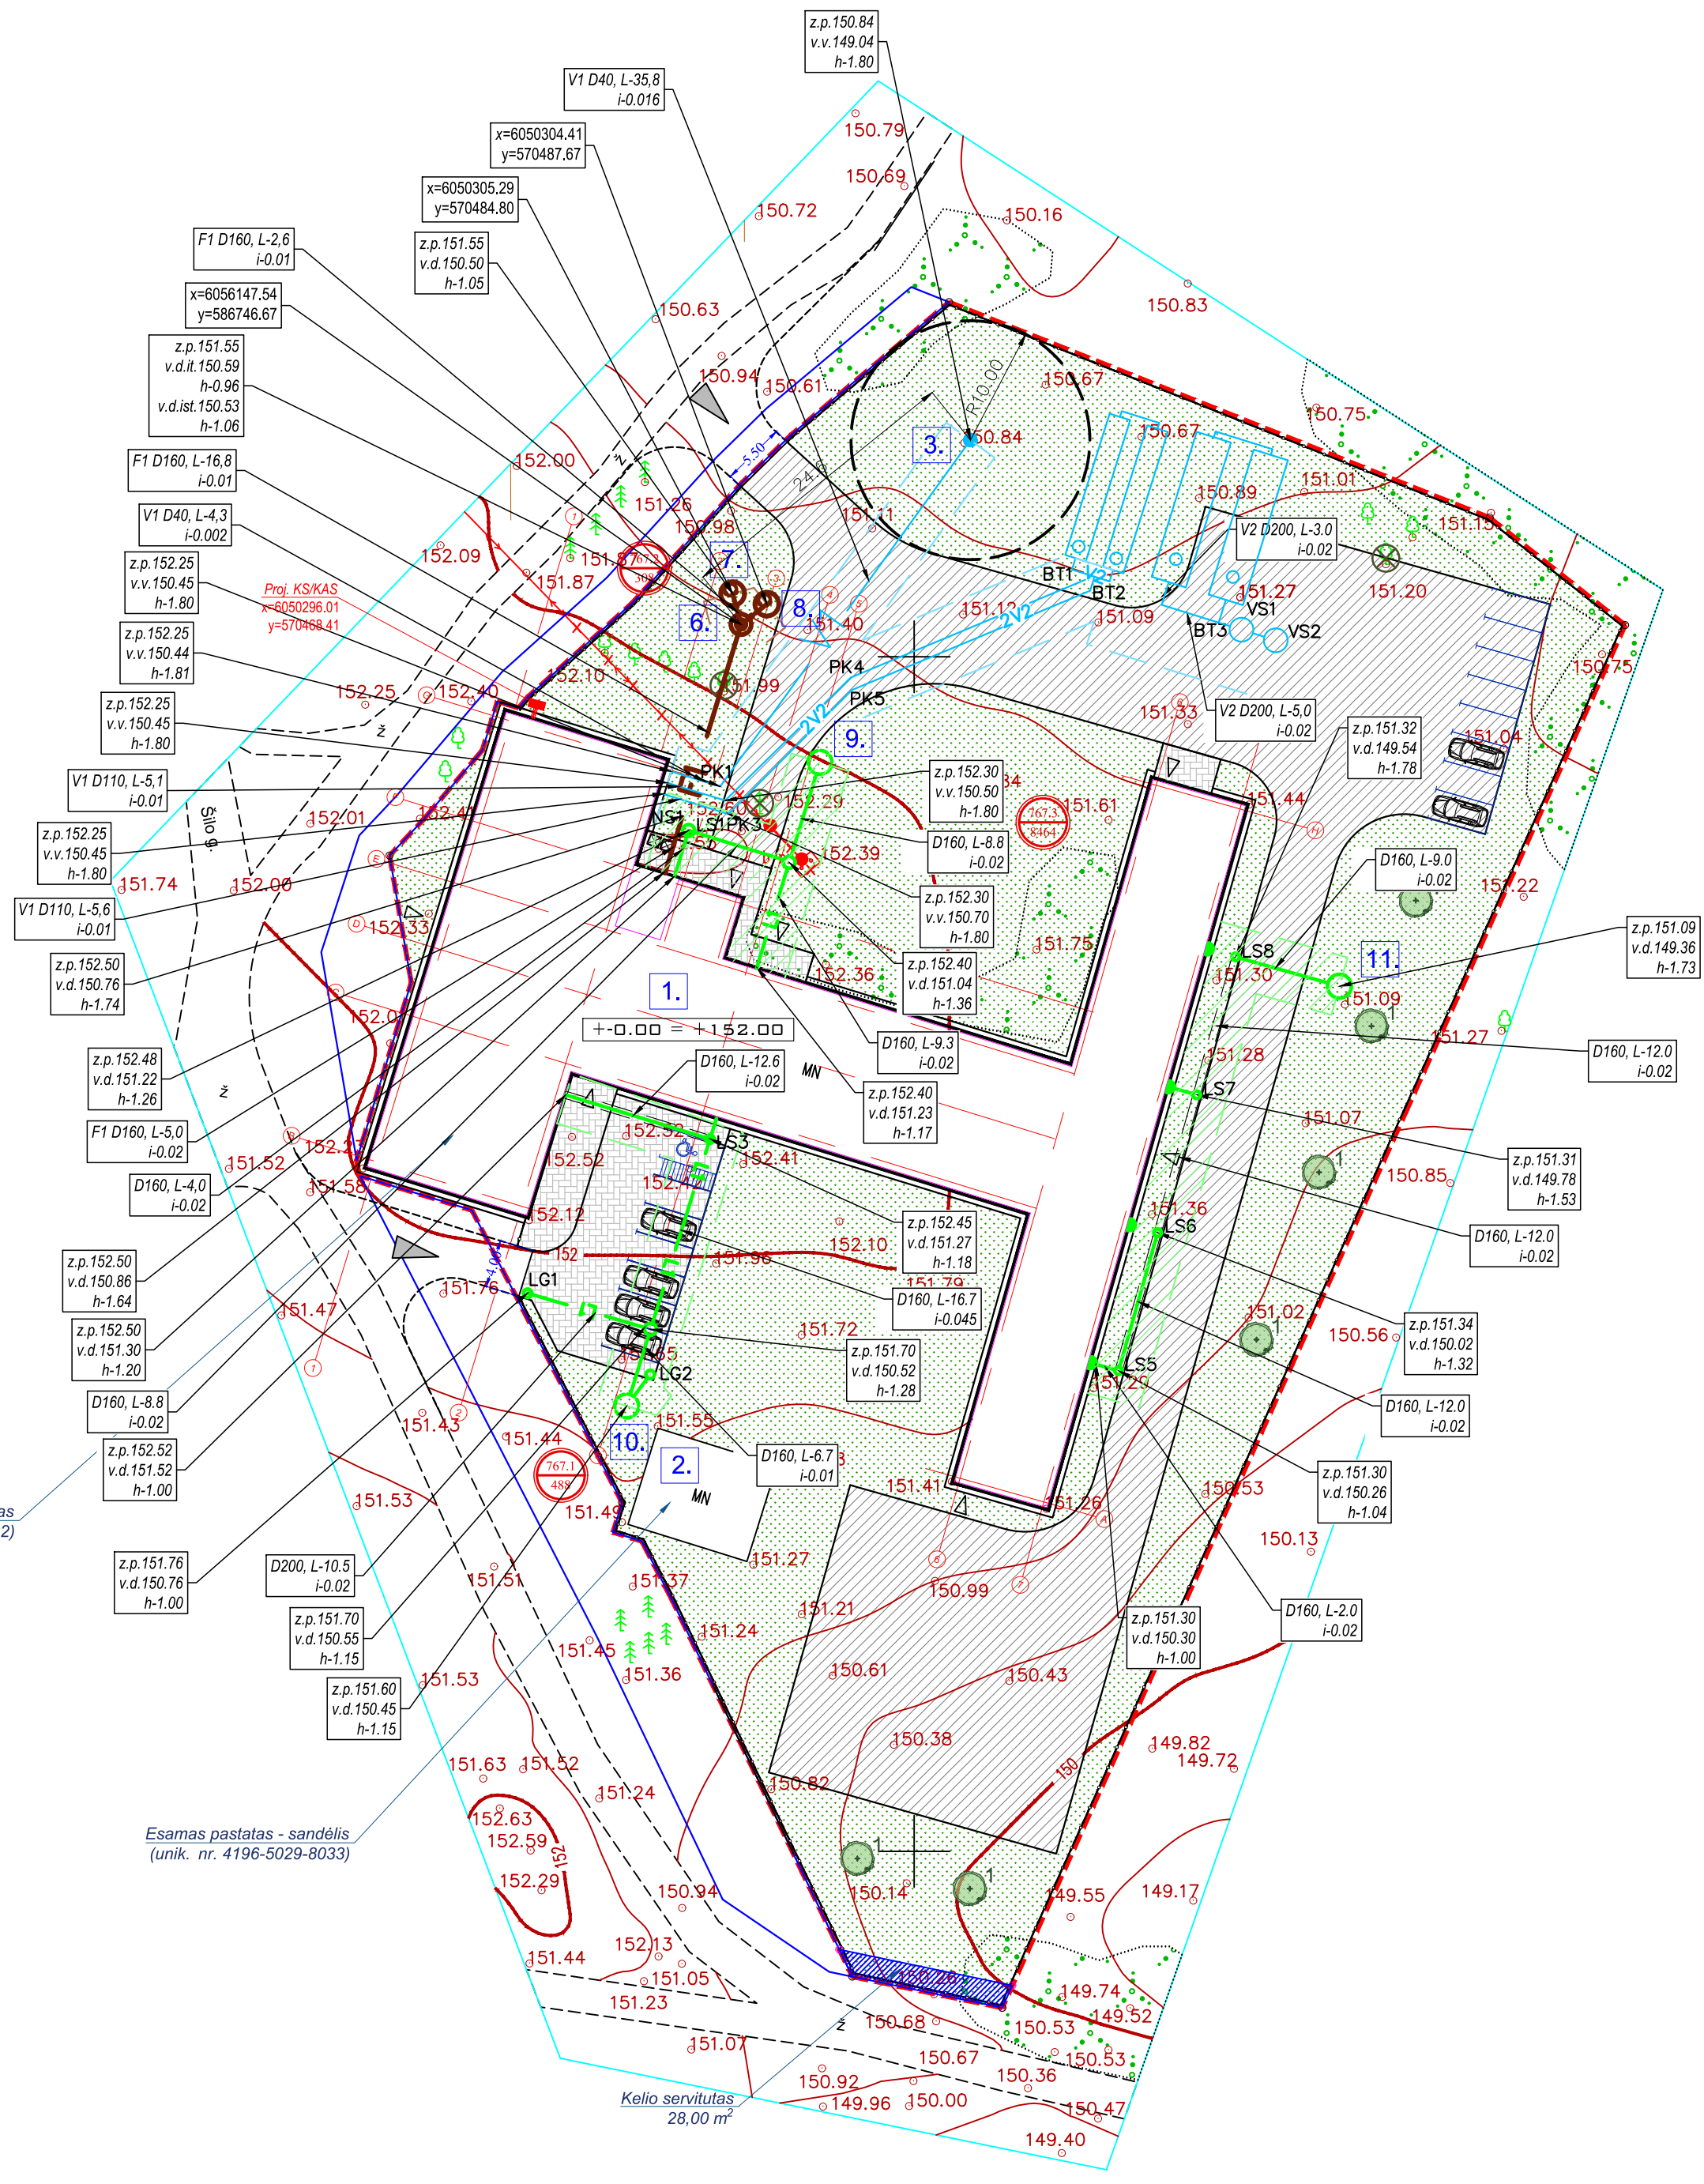 z.p.150.84
v.v.149.04
h-1.80
V1 D40, L-35,8
i-0.016
x=6050304.41
y=570487.67
x=6050305.29
y=570484.80
z.p.151.55
v.d.150.50
h-1.05
F1 D160, L-2,6
i-0.01
x=6056147.54
y=586746.67
z.p.151.55
v.d.it.150.59
h-0.96
v.d.ist.150.53
h-1.06
F1 D160, L-16,8
i-0.01
V1 D40, L-4,3
i-0.002
z.p.152.25
v.v.150.45
h-1.80
Proj. KS/KAS
x=6050296.01
y=570468.41
z.p.152.25
v.v.150.44
h-1.81
z.p.152.25
v.v.150.45
h-1.80
V1 D110, L-5,1
i-0.01
z.p.152.25
v.v.150.45
h-1.80
V1 D110, L-5,6
i-0.01
z.p.152.50
v.d.150.76
h-1.74
z.p.152.48
v.d.151.22
h-1.26
F1 D160, L-5,0
i-0.02
D160, L-4,0
i-0.02
z.p.152.50
v.d.150.86
h-1.64
z.p.152.50
v.d.151.30
h-1.20
D160, L-8.8
i-0.02
z.p.152.52
v.d.151.52
h-1.00
z.p.151.76
v.d.150.76
h-1.00
D200, L-10.5
i-0.02
z.p.151.70
v.d.150.55
h-1.15
z.p.151.60
v.d.150.45
h-1.15
Esamas pastatas - sandėlis
(unik. nr. 4196-5029-8033)
Kelio servitutas
28,00 m²
150.79
150.69
150.72
150.16
150.83
150.63
150.94
150.61
150.67
150.75
150.84
150.67
R10.00
24.6
5.50
3.
152.00
151.26
150.98
151.11
150.89
151.01
151.15
V2 D200, L-3.0
i-0.02
152.09
151.87
767.2
308
7.
6.
8.
151.40
151.12
151.09
151.27
151.20
BT1
BT2
BT3
VS1
VS2
2V2
150.75
152.10
151.99
PK4
PK5
2V2
152.25
152.40
151.33
V2 D200, L-5,0
i-0.02
z.p.151.32
v.d.149.54
h-1.78
151.04
9.
PK1
F1
z.p.152.30
v.v.150.50
h-1.80
152.29
767.3
8464
151.61
151.44
152.01
152.41
NS1
LS1
PK3
D160, L-8.8
i-0.02
152.39
D160, L-9.0
i-0.02
Šilo g.
151.74
152.00
151.22
z.p.152.30
v.v.150.70
h-1.80
z.p.151.09
v.d.149.36
h-1.73
152.33
152.36
z.p.152.40
v.d.151.04
h-1.36
151.75
LS8
151.30
11.
151.09
1.
+-0.00 = +152.00
D160, L-9.3
i-0.02
151.28
151.27
D160, L-12.0
i-0.02
D160, L-12.6
i-0.02
MN
z.p.152.40
v.d.151.23
h-1.17
LS7
151.07
152.52
LS3
152.41
152.52
151.52
151.58
z.p.151.31
v.d.149.78
h-1.53
150.85
152.12
152
z.p.152.45
v.d.151.27
h-1.18
152.10
151.96
151.79
151.36
LS6
D160, L-12.0
i-0.02
151.76
LG1
151.47
D160, L-16.7
i-0.045
151.72
z.p.151.70
v.d.150.52
h-1.28
151.02
150.56
z.p.151.34
v.d.150.02
h-1.32
LG2
LS5
151.29
D160, L-12.0
i-0.02
151.43
151.44
151.55
10.
2.
MN
D160, L-6.7
i-0.01
767.1
488
151.53
151.49
151.41
151.26
150.53
z.p.151.30
v.d.150.26
h-1.04
150.13
151.51
151.27
151.37
150.99
151.21
151.24
z.p.151.30
v.d.150.30
h-1.00
D160, L-2.0
i-0.02
151.45
151.36
151.53
150.61
150.43
150.38
149.82
149.72
150
151.63
151.52
151.24
150.82
152.63
152.59
152.29
152
150.94
150.14
149.55
149.17
151.44
152.13
151.05
151.23
150.26
149.74
149.52
151.07
150.68
150.53
150.53
150.67
150.92
150.36
149.96
150.00
150.47
149.40